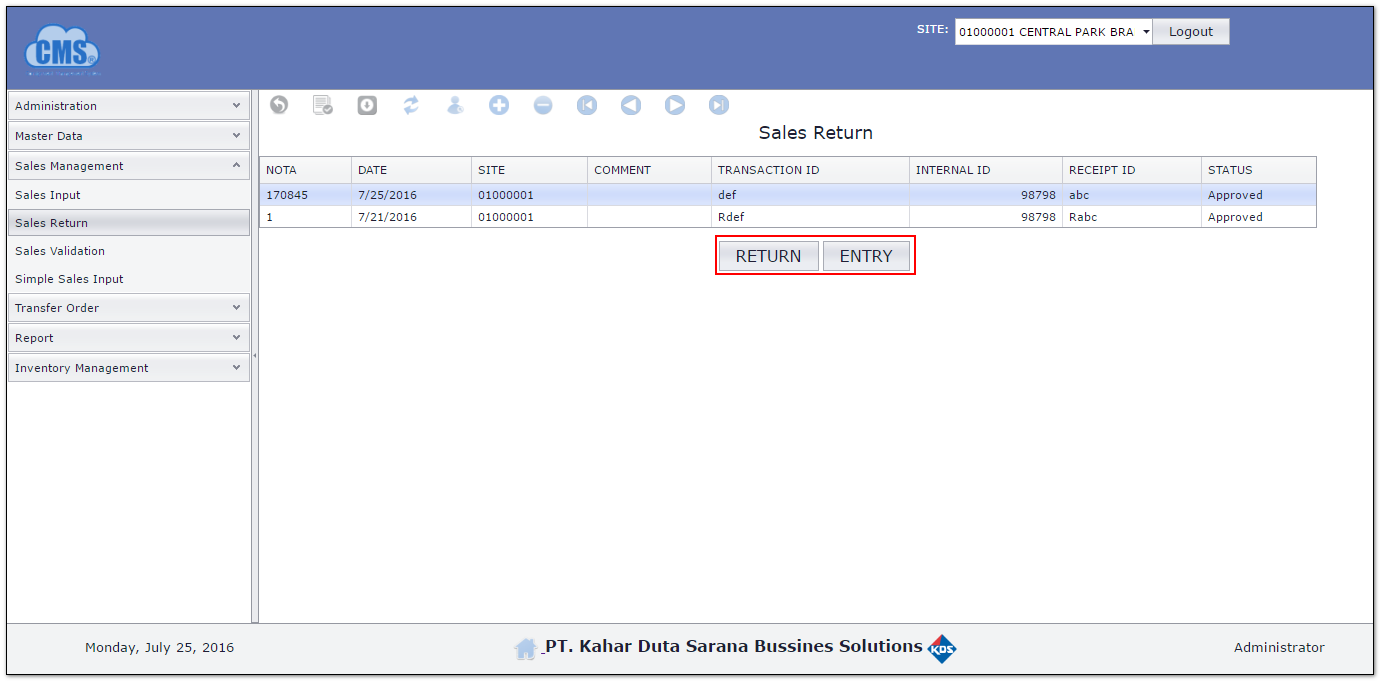 CMS®
SITE: 01000001 CENTRAL PARK BRA Logout
Administration
Master Data
Sales Management
Sales Input
Sales Return
Sales Validation
Simple Sales Input
Transfer Order
Report
Inventory Management
Sales Return
NOTA DATE SITE COMMENT TRANSACTION ID INTERNAL ID RECEIPT ID STATUS
170845 7/25/2016 01000001 def 98798 abc Approved
1 7/21/2016 01000001 Rdef 98798 Rabc Approved
RETURN ENTRY
Monday, July 25, 2016 PT. Kahar Duta Sarana Bussines Solutions KDS Administrator